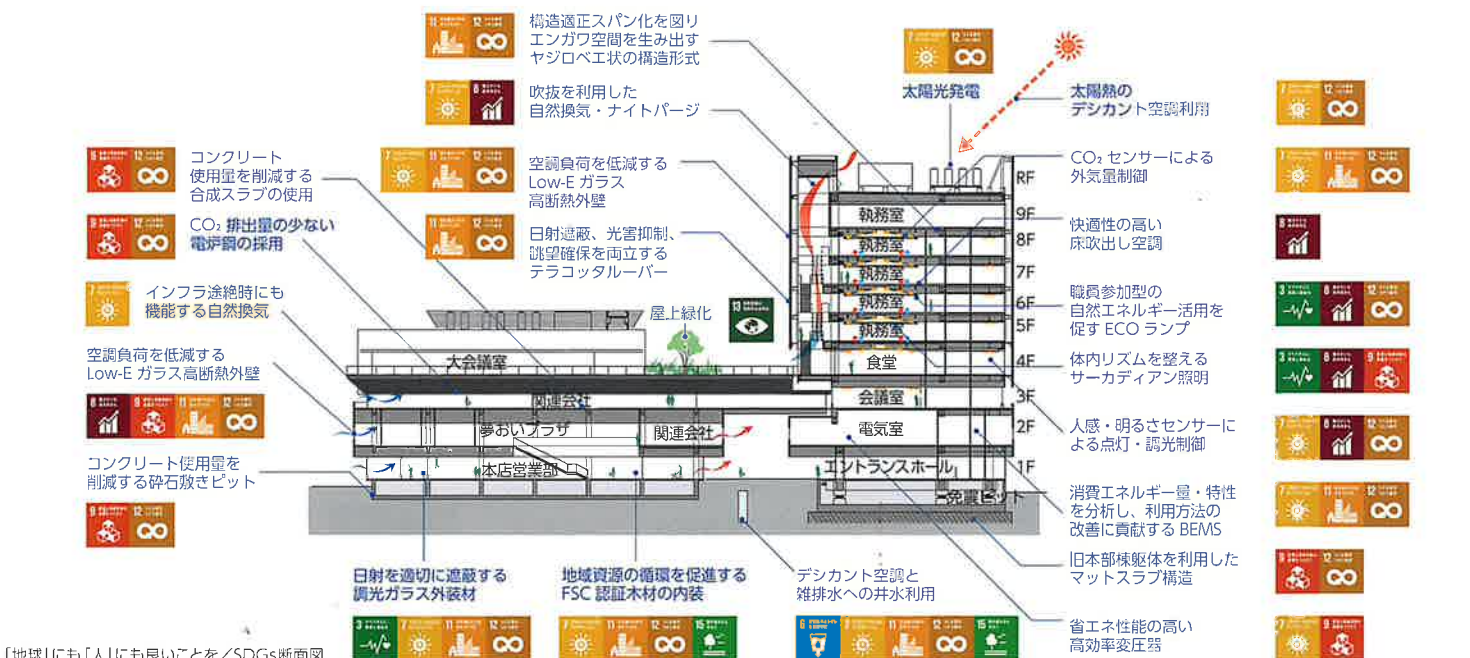 構造適正スパン化を図り
エンガワ空間を生み出す
ヤジロベエ状の構造形式
吹抜を利用した
自然換気・ナイトパージ
太陽光発電
太陽熱の
デシカント空調利用
コンクリート
使用量を削減する
合成スラブの使用
空調負荷を低減する
Low-E ガラス
高断熱外壁
CO₂ センサーによる
外気量制御
CO₂ 排出量の少ない
電炉鋼の採用
日射遮蔽、光害抑制、
眺望確保を両立する
テラコッタルーバー
快適性の高い
床吹出し空調
インフラ途絶時にも
機能する自然換気
屋上緑化
職員参加型の
自然エネルギー活用を
促す ECO ランプ
空調負荷を低減する
Low-E ガラス高断熱外壁
体内リズムを整える
サーカディアン照明
人感・明るさセンサーに
よる点灯・調光制御
コンクリート使用量を
削減する砕石敷きピット
消費エネルギー量・特性
を分析し、利用方法の
改善に貢献する BEMS
旧本部棟躯体を利用した
マットスラブ構造
省エネ性能の高い
高効率変圧器
RF
執務室
9F
執務室
8F
執務室
7F
執務室
6F
執務室
5F
食堂
4F
会議室
3F
電気室
2F
エントランスホール
1F
免震ピット
大会議室
関連会社
夢おいプラザ
関連会社
本店営業部
日射を適切に遮蔽する
調光ガラス外装材
地域資源の循環を促進する
FSC 認証木材の内装
デシカント空調と
雑排水への井水利用
「地球」にも「人」にも良いことを/SDGs断面図